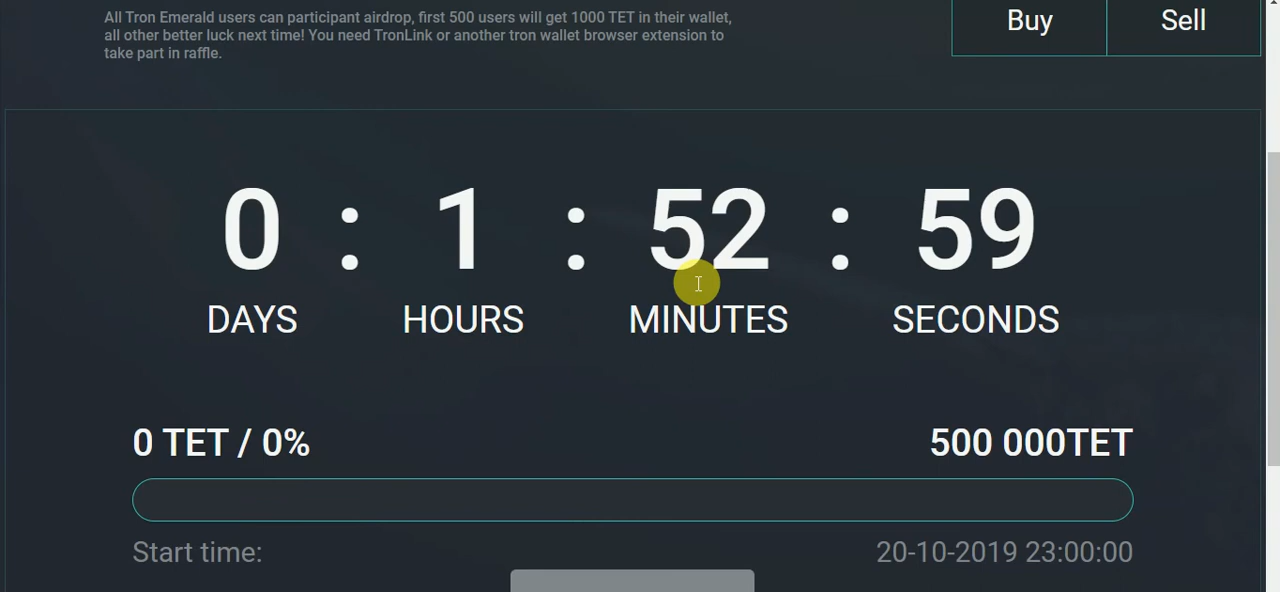 All Tron Emerald users can participant airdrop, first 500 users will get 1000 TET in their wallet,
all other better luck next time! You need TronLink or another tron wallet browser extension to
take part in raffle.
Buy Sell
0 : 1 : 52 : 59
DAYS HOURS MINUTES SECONDS
0 TET / 0% 500 000TET
Start time: 20-10-2019 23:00:00